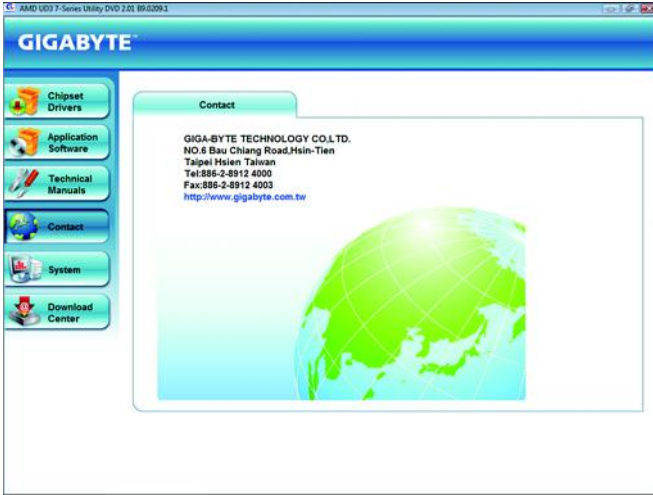 AMD UD3 7-Series Utility DVD 2.01 B9.0209.1
GIGABYTE™
Chipset
Drivers
Application
Software
Technical
Manuals
Contact
System
Download
Center
Contact
GIGA-BYTE TECHNOLOGY CO,LTD.
NO.6 Bau Chiang Road,Hsin-Tien
Taipei Hsien Taiwan
Tel:886-2-8912 4000
Fax:886-2-8912 4003
http://www.gigabyte.com.tw